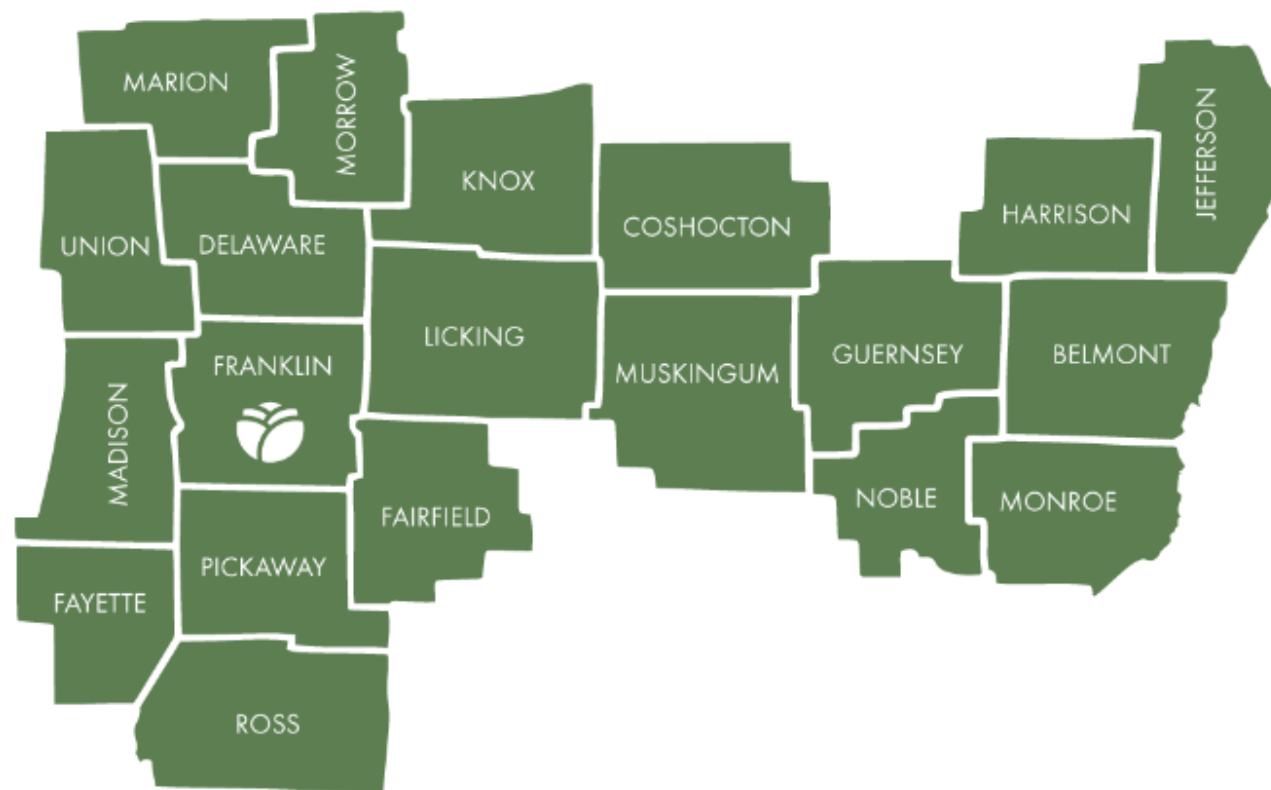 MARION
MORROW
JEFFERSON
KNOX
HARRISON
COSHOCTON
UNION
DELAWARE
LICKING
GUERNSEY
BELMONT
FRANKLIN
MUSKINGUM
MADISON
NOBLE
MONROE
FAIRFIELD
PICKAWAY
FAYETTE
ROSS